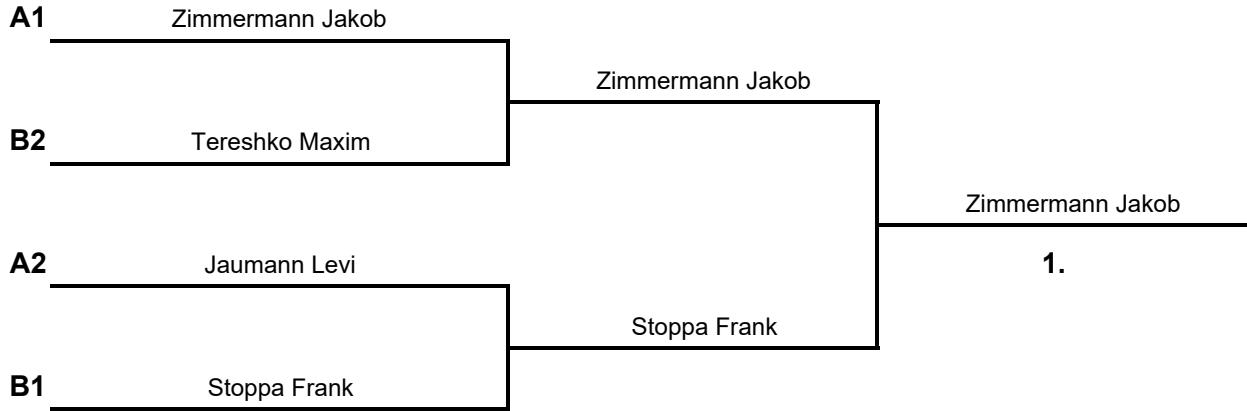 A1 Zimmermann Jakob
Zimmermann Jakob
B2 Tereshko Maxim
Zimmermann Jakob
A2 Jaumann Levi
1.
Stoppa Frank
B1 Stoppa Frank